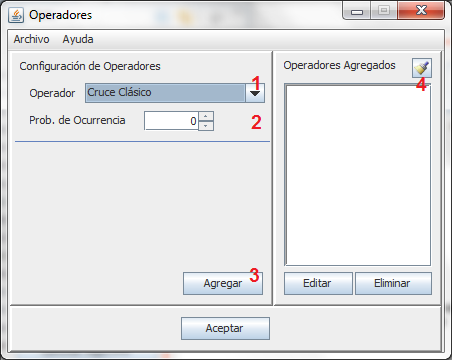 Operadores
Archivo Ayuda
Configuración de Operadores
Operador Cruce Clásico 1
Prob. de Ocurrencia 0 2
3
Agregar
Operadores Agregados
4
Editar Eliminar
Aceptar